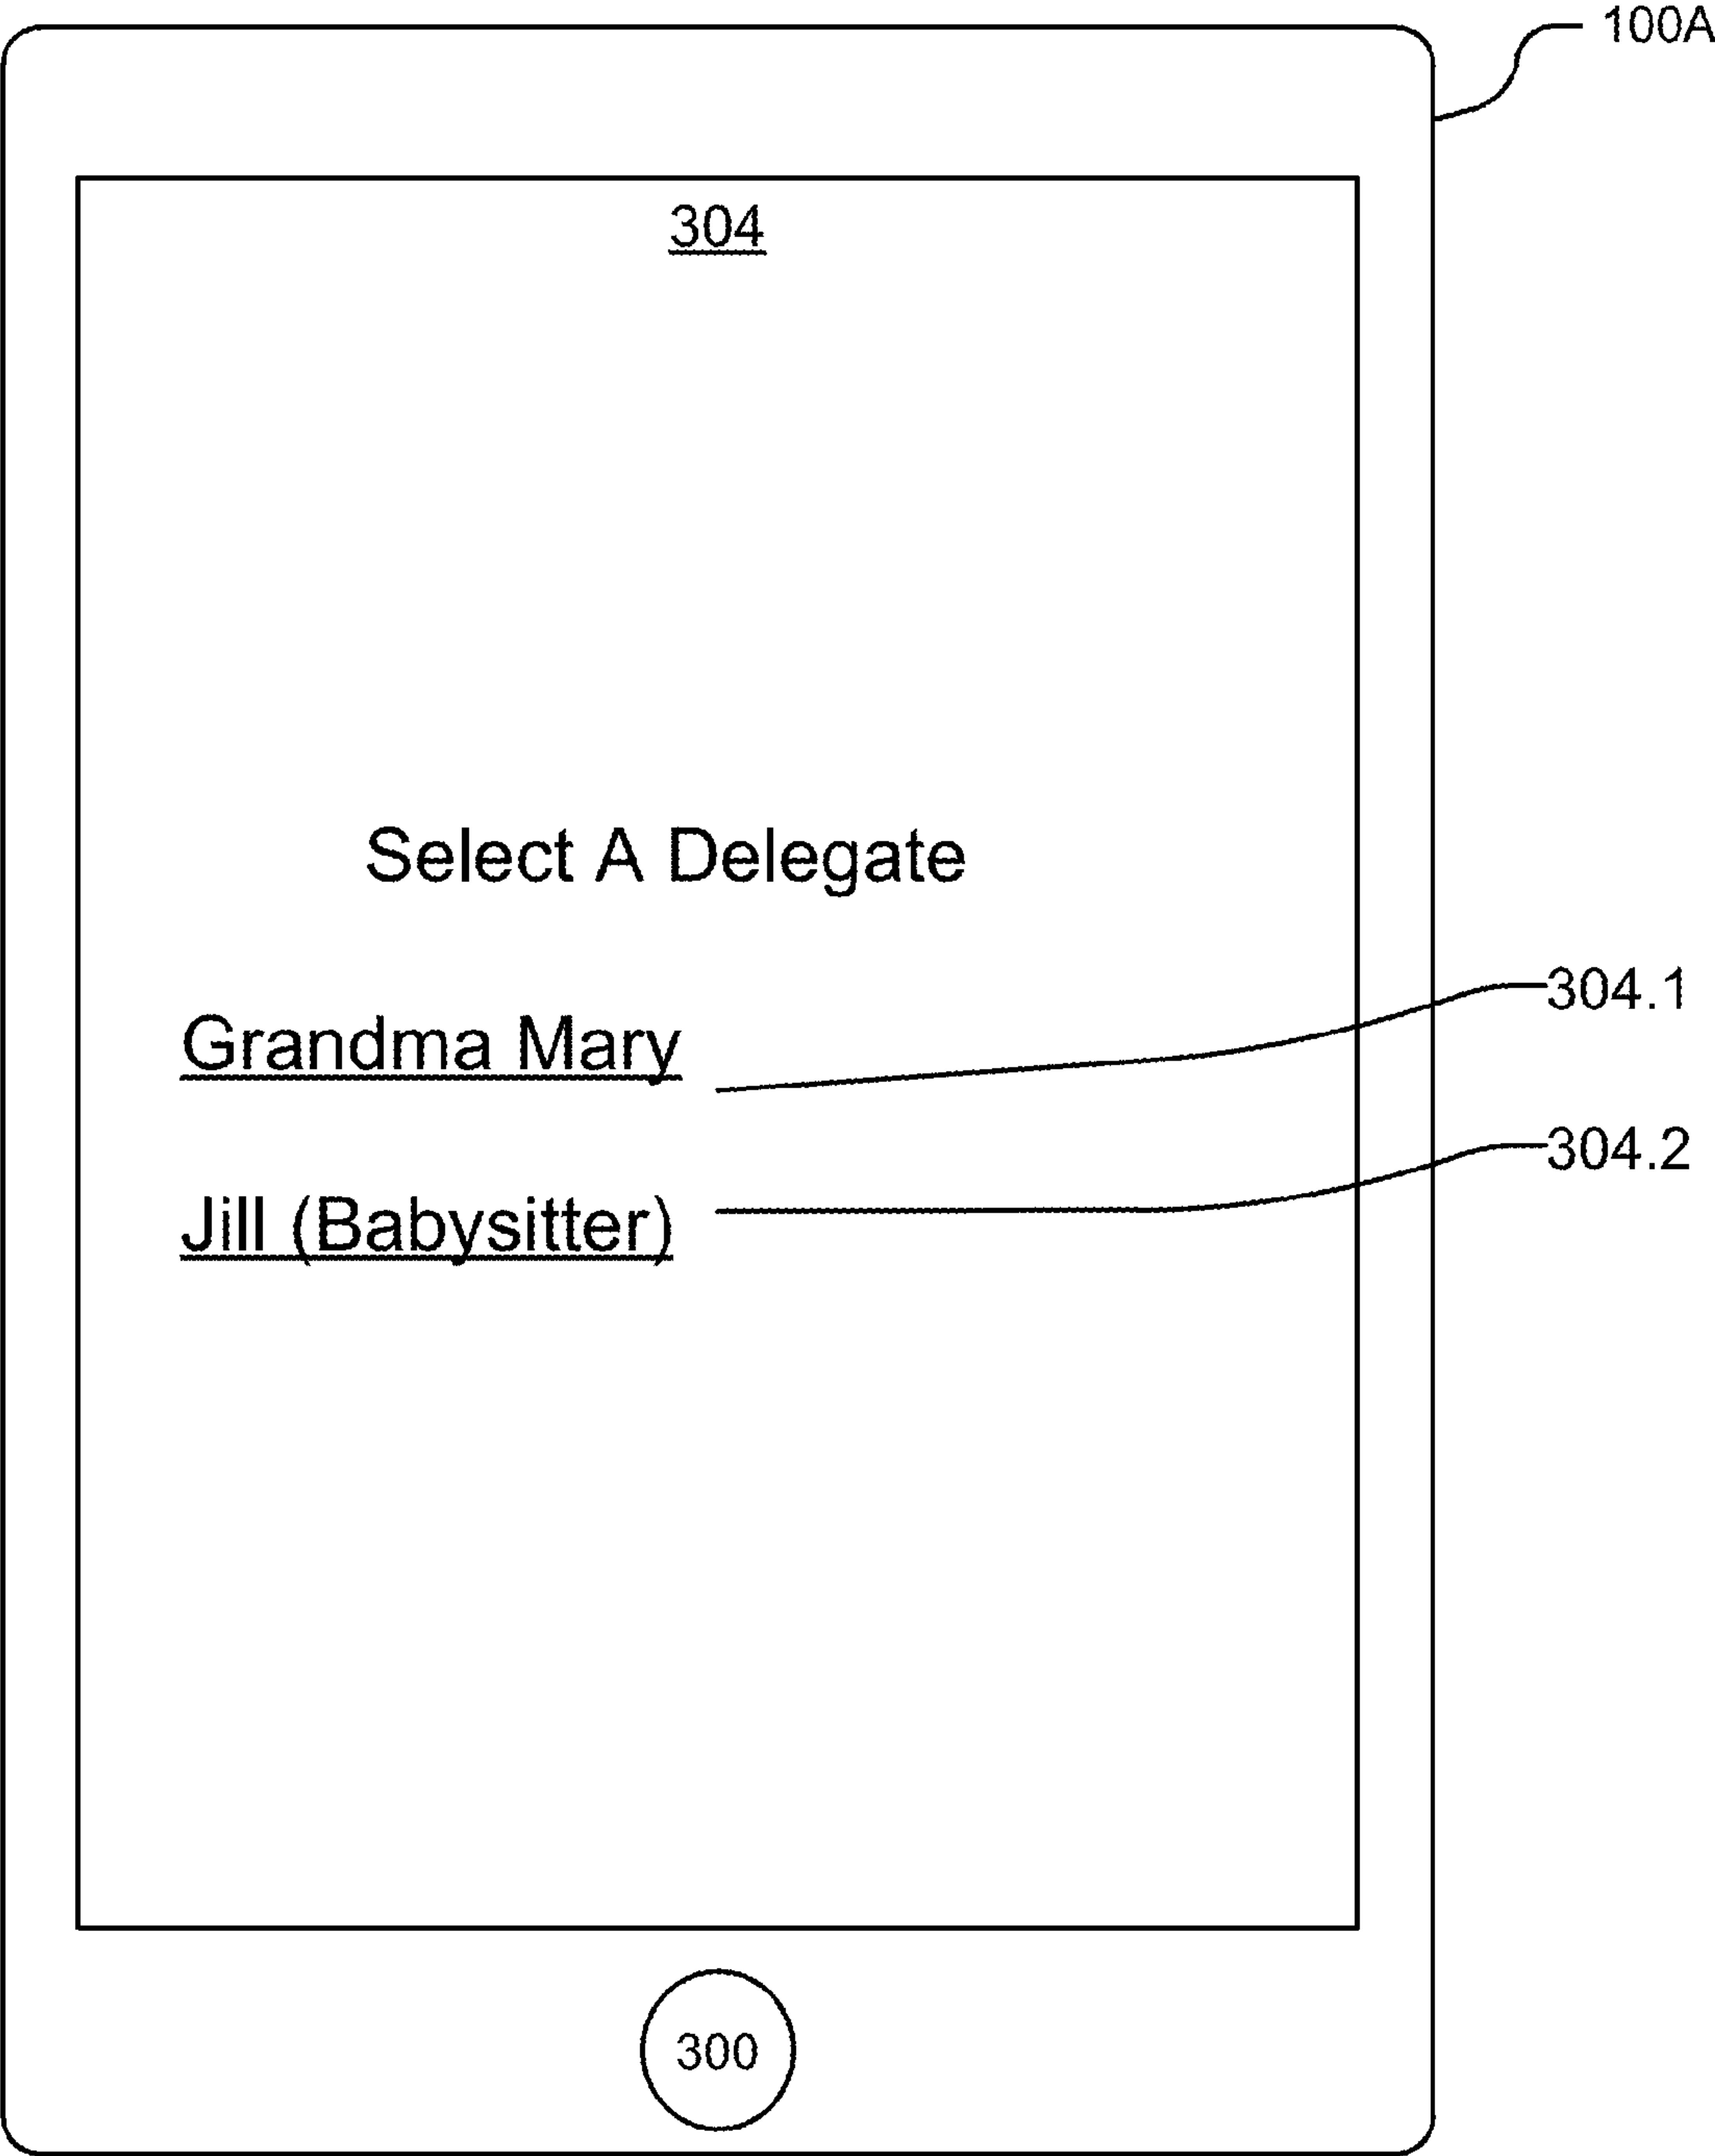 100A
304
Select A Delegate
Grandma Mary
304.1
Jill (Babysitter)
304.2
300